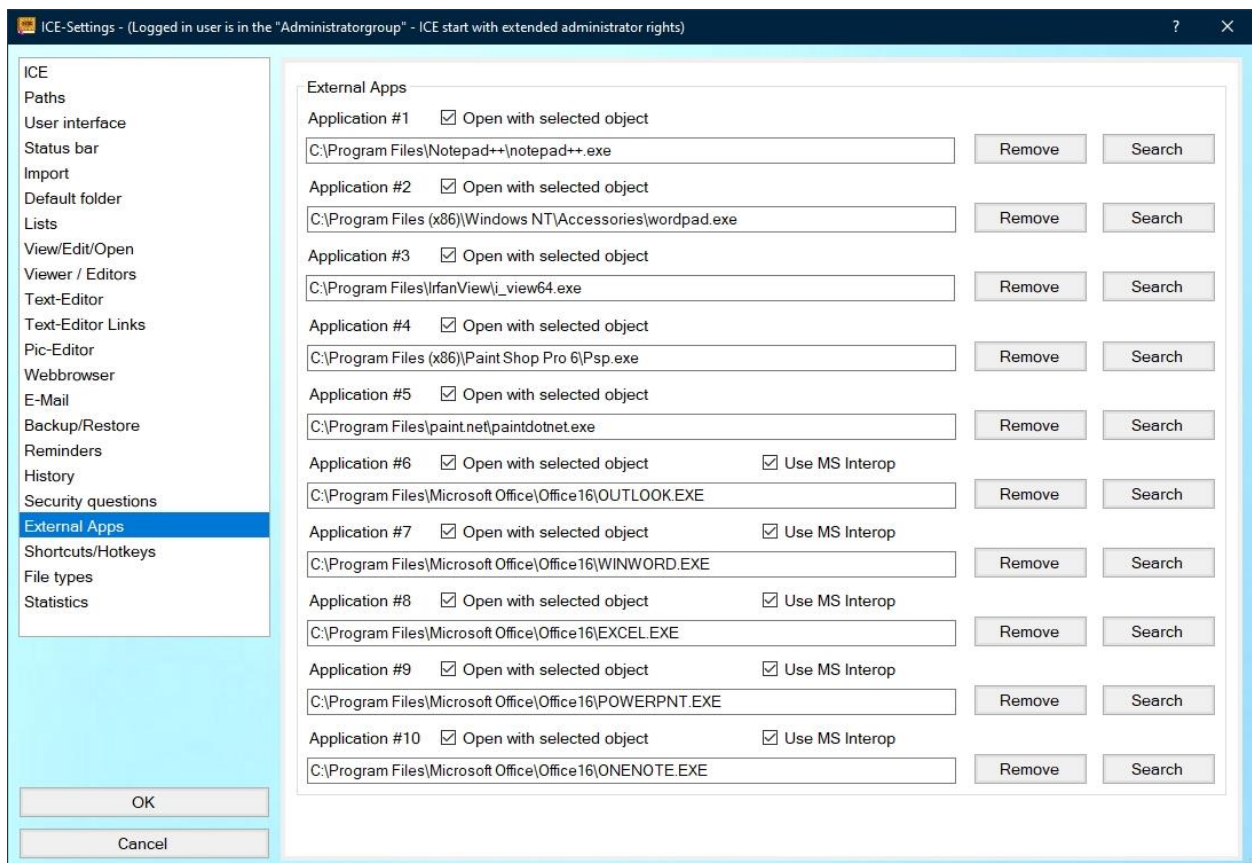 ICE-Settings - (Logged in user is in the "Administratorgroup" - ICE start with extended administrator rights) ? ✕
ICE
Paths
User interface
Status bar
Import
Default folder
Lists
View/Edit/Open
Viewer / Editors
Text-Editor
Text-Editor Links
Pic-Editor
Webbrowser
E-Mail
Backup/Restore
Reminders
History
Security questions
External Apps
Shortcuts/Hotkeys
File types
Statistics
OK
Cancel
External Apps
Application #1 Open with selected object
C:\Program Files\Notepad++\notepad++.exe Remove Search
Application #2 Open with selected object
C:\Program Files (x86)\Windows NT\Accessories\wordpad.exe Remove Search
Application #3 Open with selected object
C:\Program Files\IrfanView\i_view64.exe Remove Search
Application #4 Open with selected object
C:\Program Files (x86)\Paint Shop Pro 6\Psp.exe Remove Search
Application #5 Open with selected object
C:\Program Files\paint.net\paintdotnet.exe Remove Search
Application #6 Open with selected object Use MS Interop
C:\Program Files\Microsoft Office\Office16\OUTLOOK.EXE Remove Search
Application #7 Open with selected object Use MS Interop
C:\Program Files\Microsoft Office\Office16\WINWORD.EXE Remove Search
Application #8 Open with selected object Use MS Interop
C:\Program Files\Microsoft Office\Office16\EXCEL.EXE Remove Search
Application #9 Open with selected object Use MS Interop
C:\Program Files\Microsoft Office\Office16\POWERPNT.EXE Remove Search
Application #10 Open with selected object Use MS Interop
C:\Program Files\Microsoft Office\Office16\ONENOTE.EXE Remove Search